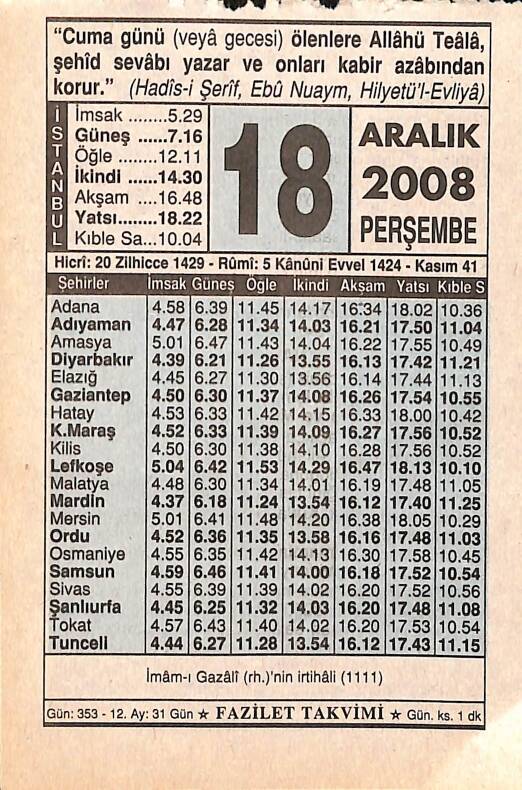 “Cuma günü (veyâ gecesi) ölenlere Allâhü Teâlâ,
şehîd sevâbı yazar ve onları kabir azâbından
korur.” (Hadîs-i Şerîf, Ebû Nuaym, Hilyetü'l-Evliyâ)
İSTANBUL
İmsak ........5.29
Güneş ......7.16
Öğle ........12.11
İkindi ......14.30
Akşam ....16.48
Yatsı........18.22
Kıble Sa...10.04
18
ARALIK
2008
PERŞEMBE
Hicrî: 20 Zilhicce 1429 - Rûmî: 5 Kânûni Evvel 1424 - Kasım 41
Şehirler İmsak Güneş Öğle İkindi Akşam Yatsı Kıble S
Adana 4.58 6.39 11.45 14.17 16.34 18.02 10.36
Adıyaman 4.47 6.28 11.34 14.03 16.21 17.50 11.04
Amasya 5.01 6.47 11.43 14.04 16.22 17.55 10.49
Diyarbakır 4.39 6.21 11.26 13.55 16.13 17.42 11.21
Elazığ 4.45 6.27 11.30 13.56 16.14 17.44 11.13
Gaziantep 4.50 6.30 11.37 14.08 16.26 17.54 10.55
Hatay 4.53 6.33 11.42 14.15 16.33 18.00 10.42
K.Maraş 4.52 6.33 11.39 14.09 16.27 17.56 10.52
Kilis 4.50 6.30 11.38 14.10 16.28 17.56 10.52
Lefkoşe 5.04 6.42 11.53 14.29 16.47 18.13 10.10
Malatya 4.48 6.30 11.34 14.01 16.19 17.48 11.05
Mardin 4.37 6.18 11.24 13.54 16.12 17.40 11.25
Mersin 5.01 6.41 11.48 14.20 16.38 18.05 10.29
Ordu 4.52 6.36 11.35 13.58 16.16 17.48 11.03
Osmaniye 4.55 6.35 11.42 14.13 16.30 17.58 10.45
Samsun 4.59 6.46 11.41 14.00 16.18 17.52 10.54
Sivas 4.55 6.39 11.39 14.02 16.20 17.52 10.56
Şanlıurfa 4.45 6.25 11.32 14.03 16.20 17.48 11.08
Tokat 4.57 6.43 11.40 14.02 16.20 17.53 10.54
Tunceli 4.44 6.27 11.28 13.54 16.12 17.43 11.15
İmâm-ı Gazâlî (rh.)'nin irtihâli (1111)
Gün: 353 - 12. Ay: 31 Gün ★ FAZİLET TAKVİMİ ★ Gün. ks. 1 dk